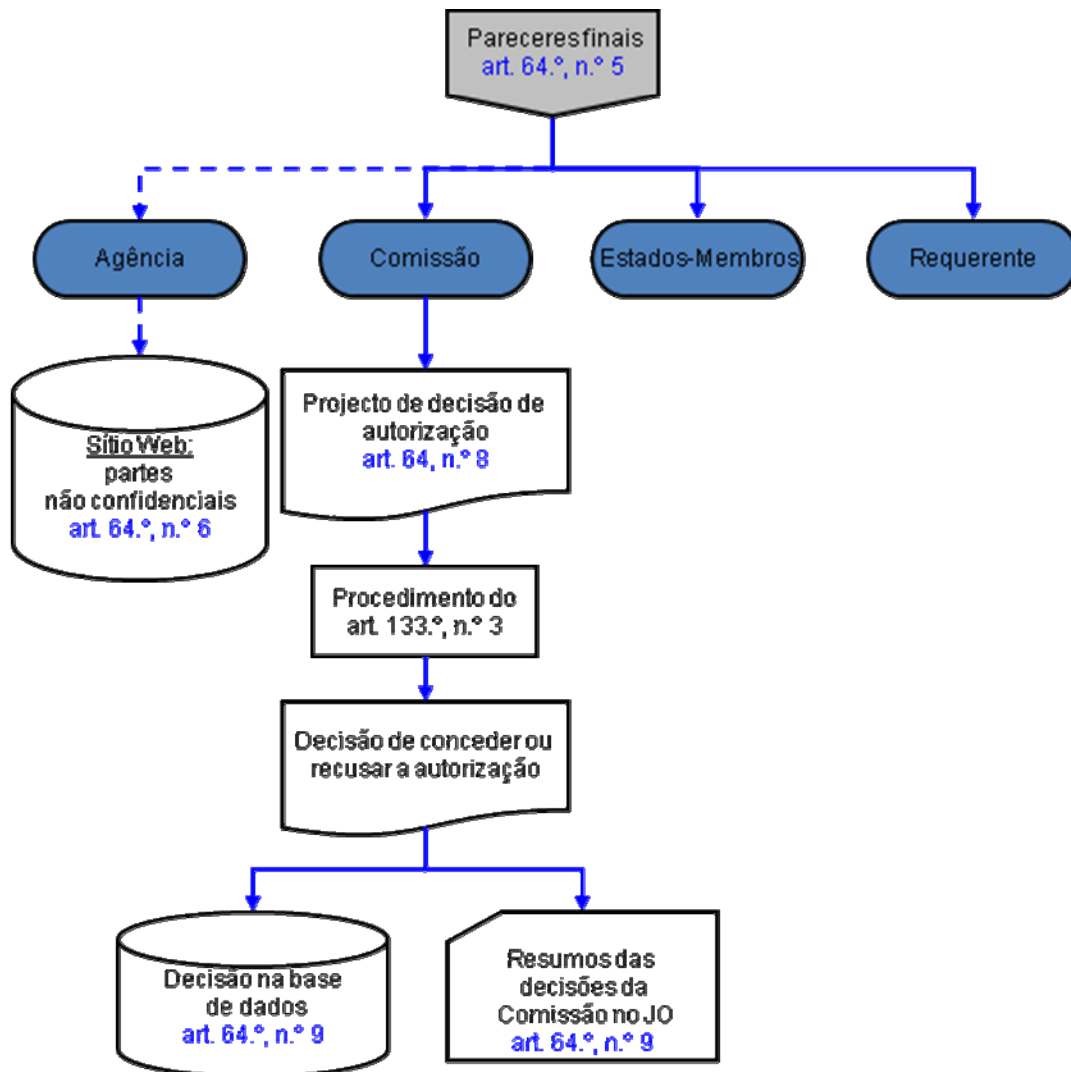 Pareceres finais
art. 64.°, n.° 5
Agência
Comissão
Estados-Membros
Requerente
Sítio Web:
partes
não confidenciais
art. 64.°, n.° 6
Projecto de decisão de
autorização
art. 64, n.° 8
Procedimento do
art. 133.°, n.° 3
Decisão de conceder ou
recusar a autorização
Decisão na base
de dados
art. 64.°, n.° 9
Resumos das
decisões da
Comissão no JO
art. 64.°, n.° 9